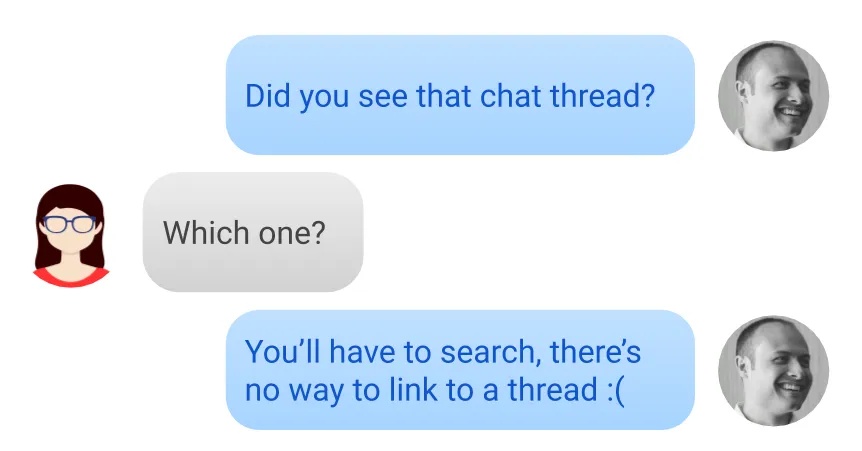 Did you see that chat thread?
Which one?
You’ll have to search, there’s
no way to link to a thread :(